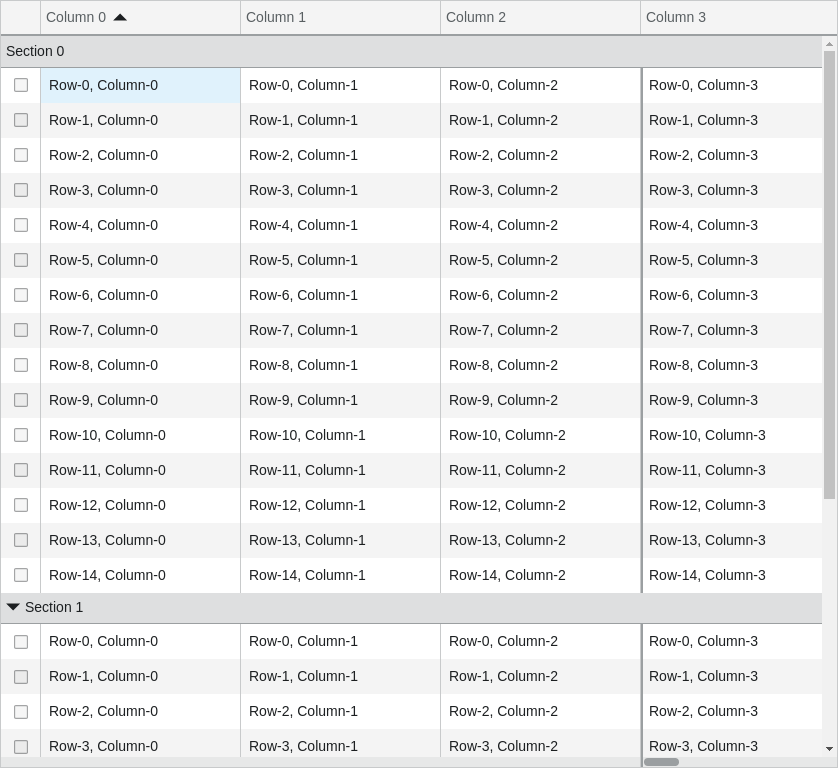 Column 0 Column 1 Column 2 Column 3
Section 0
Row-0, Column-0 Row-0, Column-1 Row-0, Column-2 Row-0, Column-3
Row-1, Column-0 Row-1, Column-1 Row-1, Column-2 Row-1, Column-3
Row-2, Column-0 Row-2, Column-1 Row-2, Column-2 Row-2, Column-3
Row-3, Column-0 Row-3, Column-1 Row-3, Column-2 Row-3, Column-3
Row-4, Column-0 Row-4, Column-1 Row-4, Column-2 Row-4, Column-3
Row-5, Column-0 Row-5, Column-1 Row-5, Column-2 Row-5, Column-3
Row-6, Column-0 Row-6, Column-1 Row-6, Column-2 Row-6, Column-3
Row-7, Column-0 Row-7, Column-1 Row-7, Column-2 Row-7, Column-3
Row-8, Column-0 Row-8, Column-1 Row-8, Column-2 Row-8, Column-3
Row-9, Column-0 Row-9, Column-1 Row-9, Column-2 Row-9, Column-3
Row-10, Column-0 Row-10, Column-1 Row-10, Column-2 Row-10, Column-3
Row-11, Column-0 Row-11, Column-1 Row-11, Column-2 Row-11, Column-3
Row-12, Column-0 Row-12, Column-1 Row-12, Column-2 Row-12, Column-3
Row-13, Column-0 Row-13, Column-1 Row-13, Column-2 Row-13, Column-3
Row-14, Column-0 Row-14, Column-1 Row-14, Column-2 Row-14, Column-3
Section 1
Row-0, Column-0 Row-0, Column-1 Row-0, Column-2 Row-0, Column-3
Row-1, Column-0 Row-1, Column-1 Row-1, Column-2 Row-1, Column-3
Row-2, Column-0 Row-2, Column-1 Row-2, Column-2 Row-2, Column-3
Row-3, Column-0 Row-3, Column-1 Row-3, Column-2 Row-3, Column-3